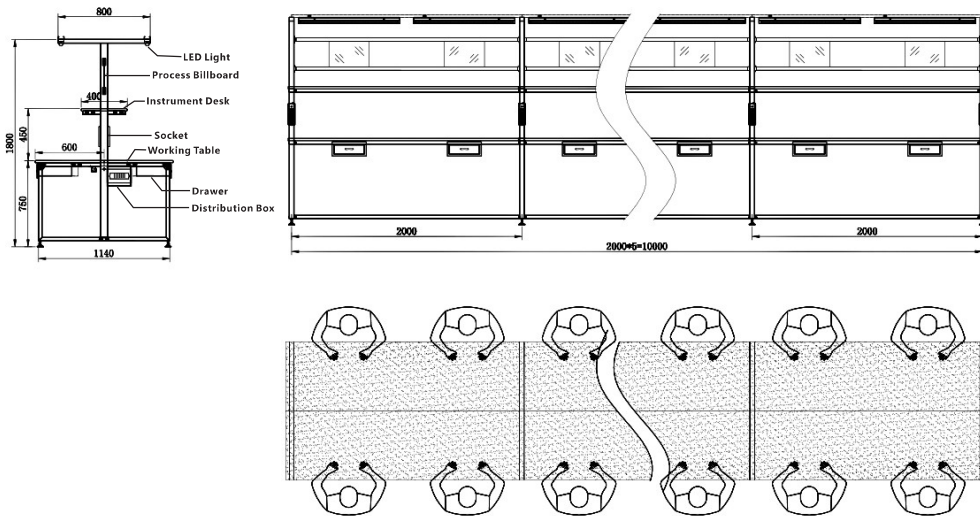 800
LED Light
Process Billboard
400
Instrument Desk
450
1800
Socket
600
Working Table
750
Drawer
Distribution Box
1140
2000
2000
2000*5=10000